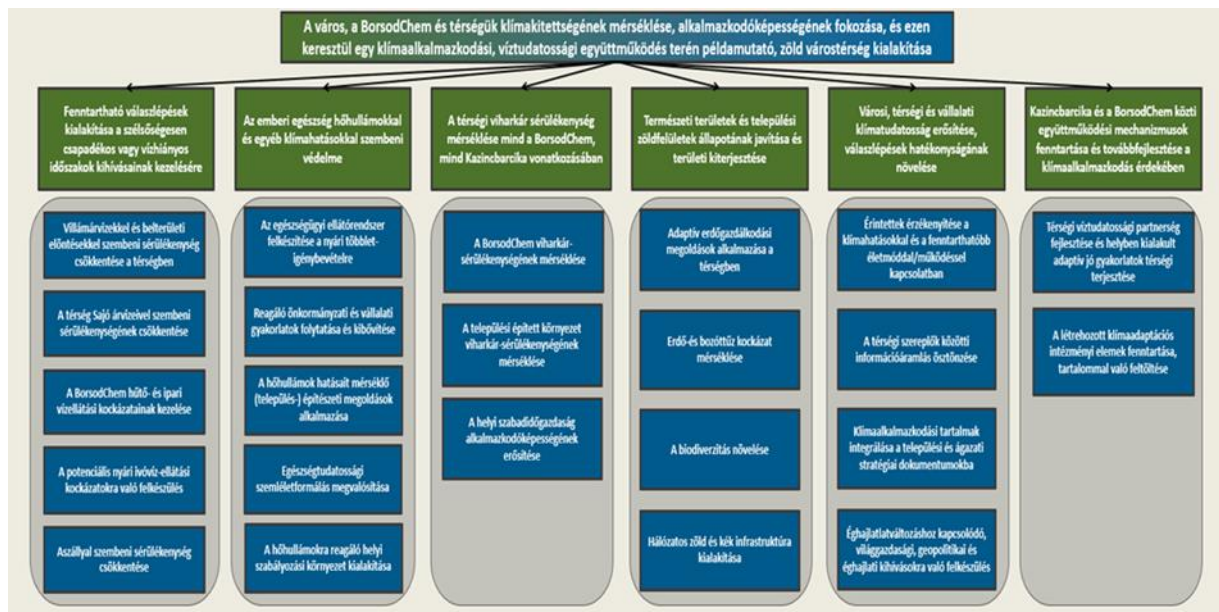 A város, a BorsodChem és térségük klímakitettségének mérséklése, alkalmazkodóképességének fokozása, és ezen
keresztül egy klímaalkalmazkodási, víztudatossági együttműködés terén példamutató, zöld várostérség kialakítása
Fenntartható válaszlépések
kialakítása a szélsőségesen
csapadékos vagy vízhiányos
időszakok kihívásainak kezelésére
Villámárvizekkel és belterületi
elöntésekkel szembeni sérülékenység
csökkentése a térségben
A térség Sajó árvizeivel szembeni
sérülékenységének csökkentése
A BorsodChem hűtő- és ipari
vízellátási kockázatainak kezelése
A potenciális nyári ivóvíz-ellátási
kockázatokra való felkészülés
Aszállyal szembeni sérülékenység
csökkentése
Az emberi egészség hőhullámokkal
és egyéb klímahatásokkal szembeni
védelme
Az egészségügyi ellátórendszer
felkészítése a nyári többlet-
igénybevételre
Reagáló önkormányzati és vállalati
gyakorlatok folytatása és kibővítése
A hőhullámok hatásait mérséklő
(település-) építészeti megoldások
alkalmazása
Egészségtudatossági
szemléletformálás megvalósítása
A hőhullámokra reagáló helyi
szabályozási környezet kialakítása
A térségi viharkár sérülékenység
mérséklése mind a BorsodChem,
mind Kazincbarcika vonatkozásában
A BorsodChem viharkár-
sérülékenységének mérséklése
A települési épített környezet
viharkár-sérülékenységének
mérséklése
A helyi szabadidőgazdaság
alkalmazkodóképességének
erősítése
Természeti területek és települési
zöldfelületek állapotának javítása és
területi kiterjesztése
Adaptív erdőgazdálkodási
megoldások alkalmazása a
térségben
Erdő-és bozóttűz kockázat
mérséklése
A biodiverzitás növelése
Hálózatos zöld és kék infrastruktúra
kialakítása
Városi, térségi és vállalati
klímatudatosság erősítése,
válaszlépések hatékonyságának
növelése
Érintettek érzékenyítése a
klímahatásokkal és a fenntarthatóbb
életmóddal/működéssel
kapcsolatban
A térségi szereplők közötti
információáramlás ösztönzése
Klímaalkalmazkodási tartalmak
integrálása a települési és ágazati
stratégiai dokumentumokba
Éghajlatváltozáshoz kapcsolódó,
világgazdasági, geopolitikai és
éghajlati kihívásokra való felkészülés
Kazincbarcika és a BorsodChem közti
együttműködési mechanizmusok
fenntartása és továbbfejlesztése a
klímaalkalmazkodás érdekében
Térségi víztudatossági partnerség
fejlesztése és helyben kialakult
adaptív jó gyakorlatok térségi
terjesztése
A létrehozott klímaadaptációs
intézményi elemek fenntartása,
tartalommal való feltöltése